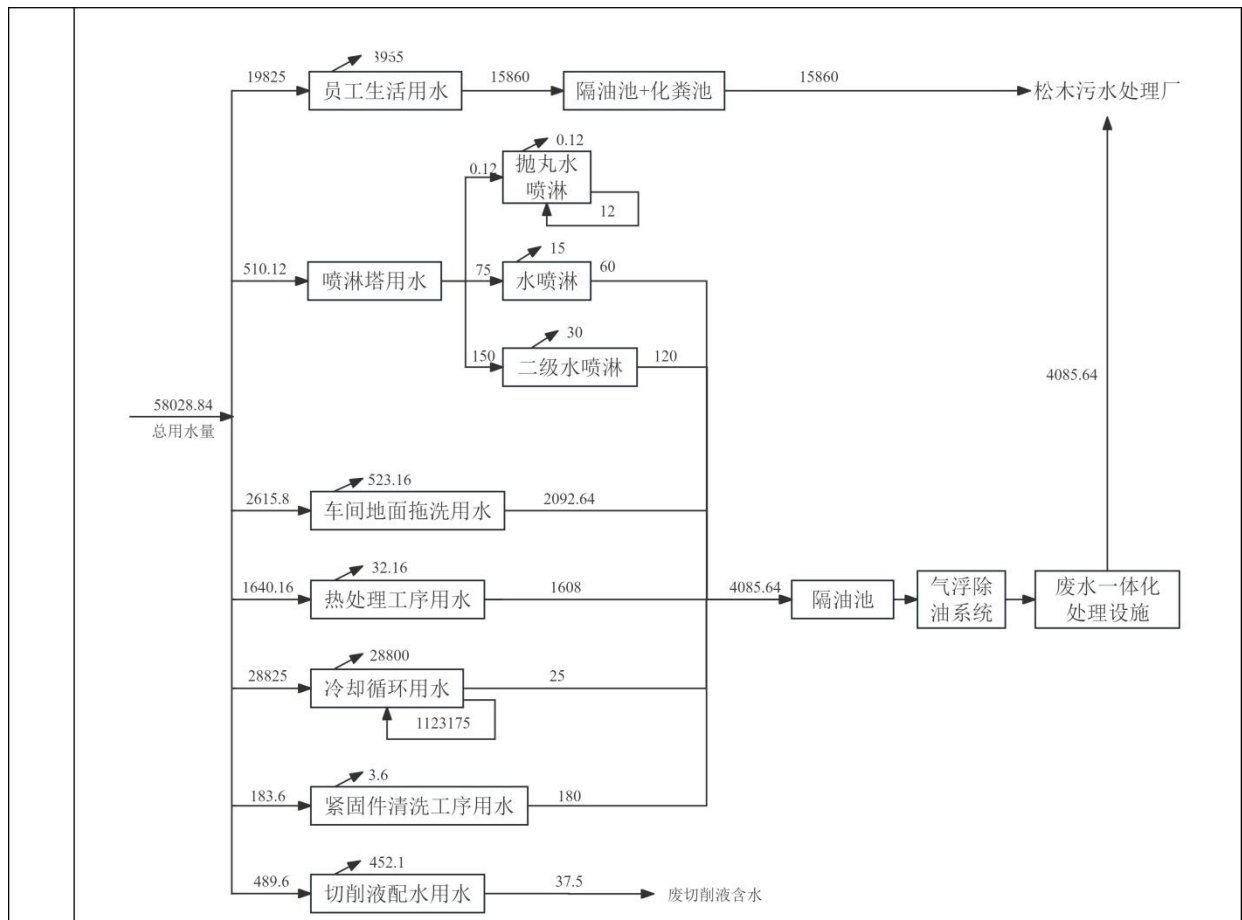 3965
19825
员工生活用水
15860
隔油池+化粪池
15860
松木污水处理厂
0.12
0.12
抛丸水
喷淋
12
510.12
喷淋塔用水
75
15
水喷淋
60
150
30
二级水喷淋
120
4085.64
58028.84
总用水量
2615.8
523.16
车间地面拖洗用水
2092.64
1640.16
32.16
热处理工序用水
1608
4085.64
隔油池
气浮除
油系统
废水一体化
处理设施
28825
28800
冷却循环用水
25
1123175
183.6
3.6
紧固件清洗工序用水
180
489.6
452.1
切削液配水用水
37.5
废切削液含水